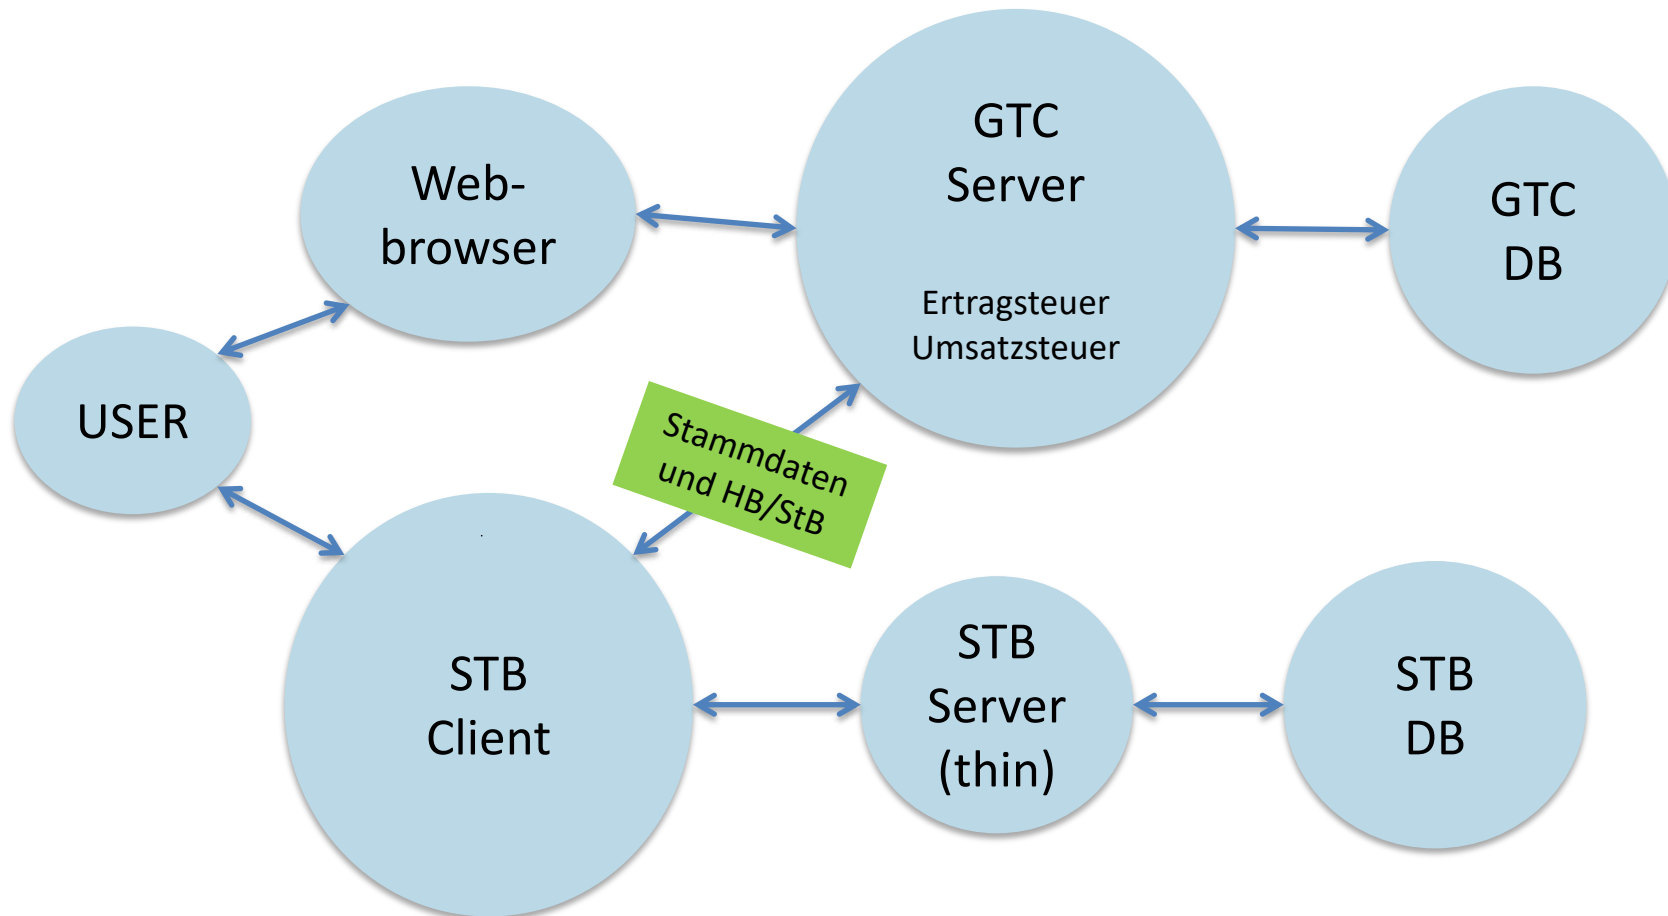 Web-
browser
GTC
Server
Ertragsteuer
Umsatzsteuer
GTC
DB
USER
Stammdaten
und HB/StB
STB
Client
STB
Server
(thin)
STB
DB